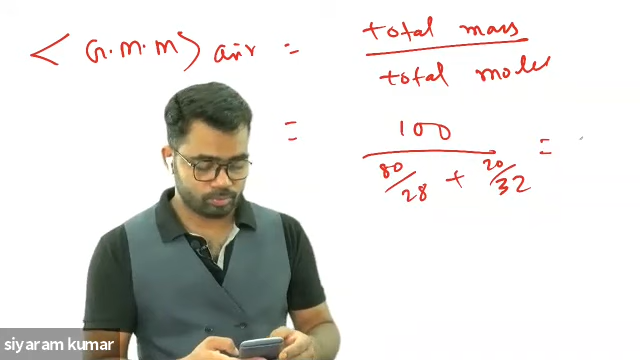 < G.M.M > air = total mass / total moles
= 100 / 80/28 + 20/32 =
siyaram kumar